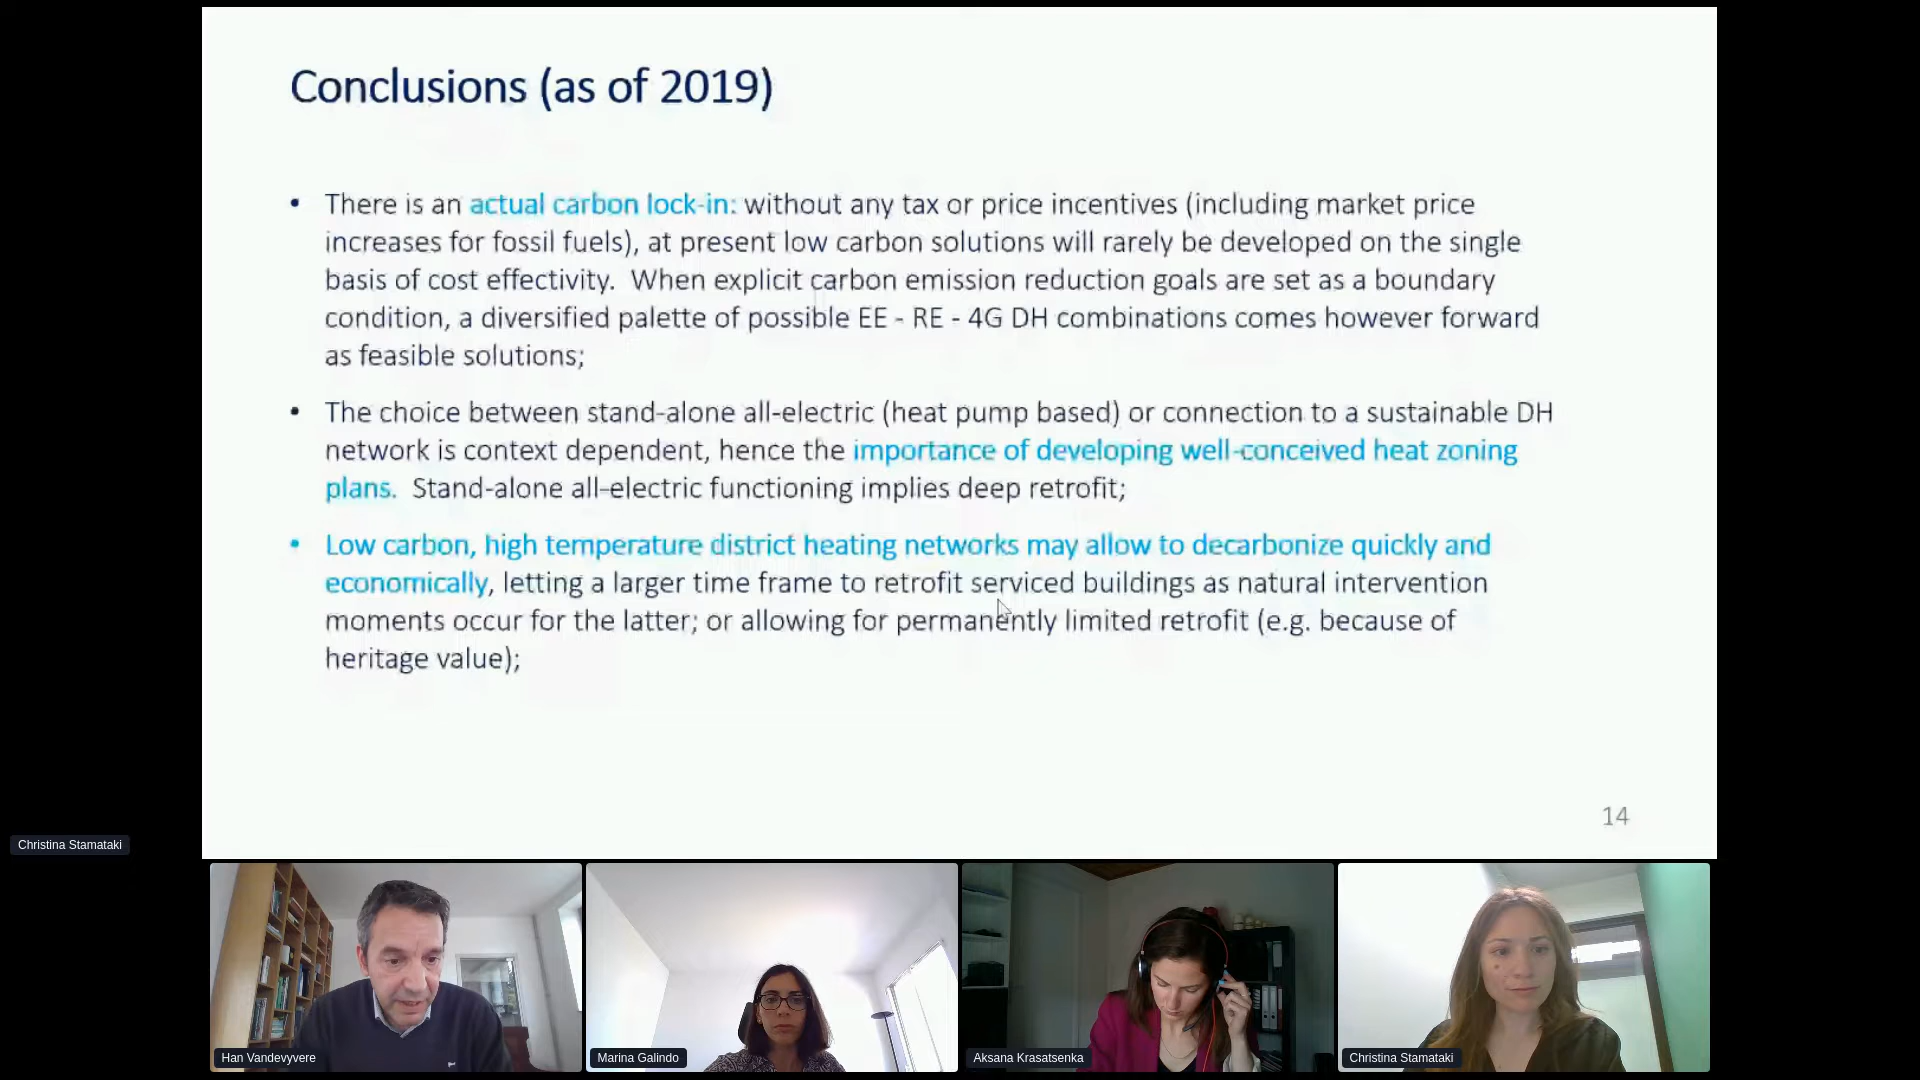 Conclusions (as of 2019)
• There is an actual carbon lock-in: without any tax or price incentives (including market price
increases for fossil fuels), at present low carbon solutions will rarely be developed on the single
basis of cost effectivity. When explicit carbon emission reduction goals are set as a boundary
condition, a diversified palette of possible EE - RE - 4G DH combinations comes however forward
as feasible solutions;
• The choice between stand-alone all-electric (heat pump based) or connection to a sustainable DH
network is context dependent, hence the importance of developing well-conceived heat zoning
plans. Stand-alone all-electric functioning implies deep retrofit;
• Low carbon, high temperature district heating networks may allow to decarbonize quickly and
economically, letting a larger time frame to retrofit serviced buildings as natural intervention
moments occur for the latter; or allowing for permanently limited retrofit (e.g. because of
heritage value);
14
Christina Stamataki
Han Vandevyvere
Marina Galindo
Aksana Krasatsenka
Christina Stamataki